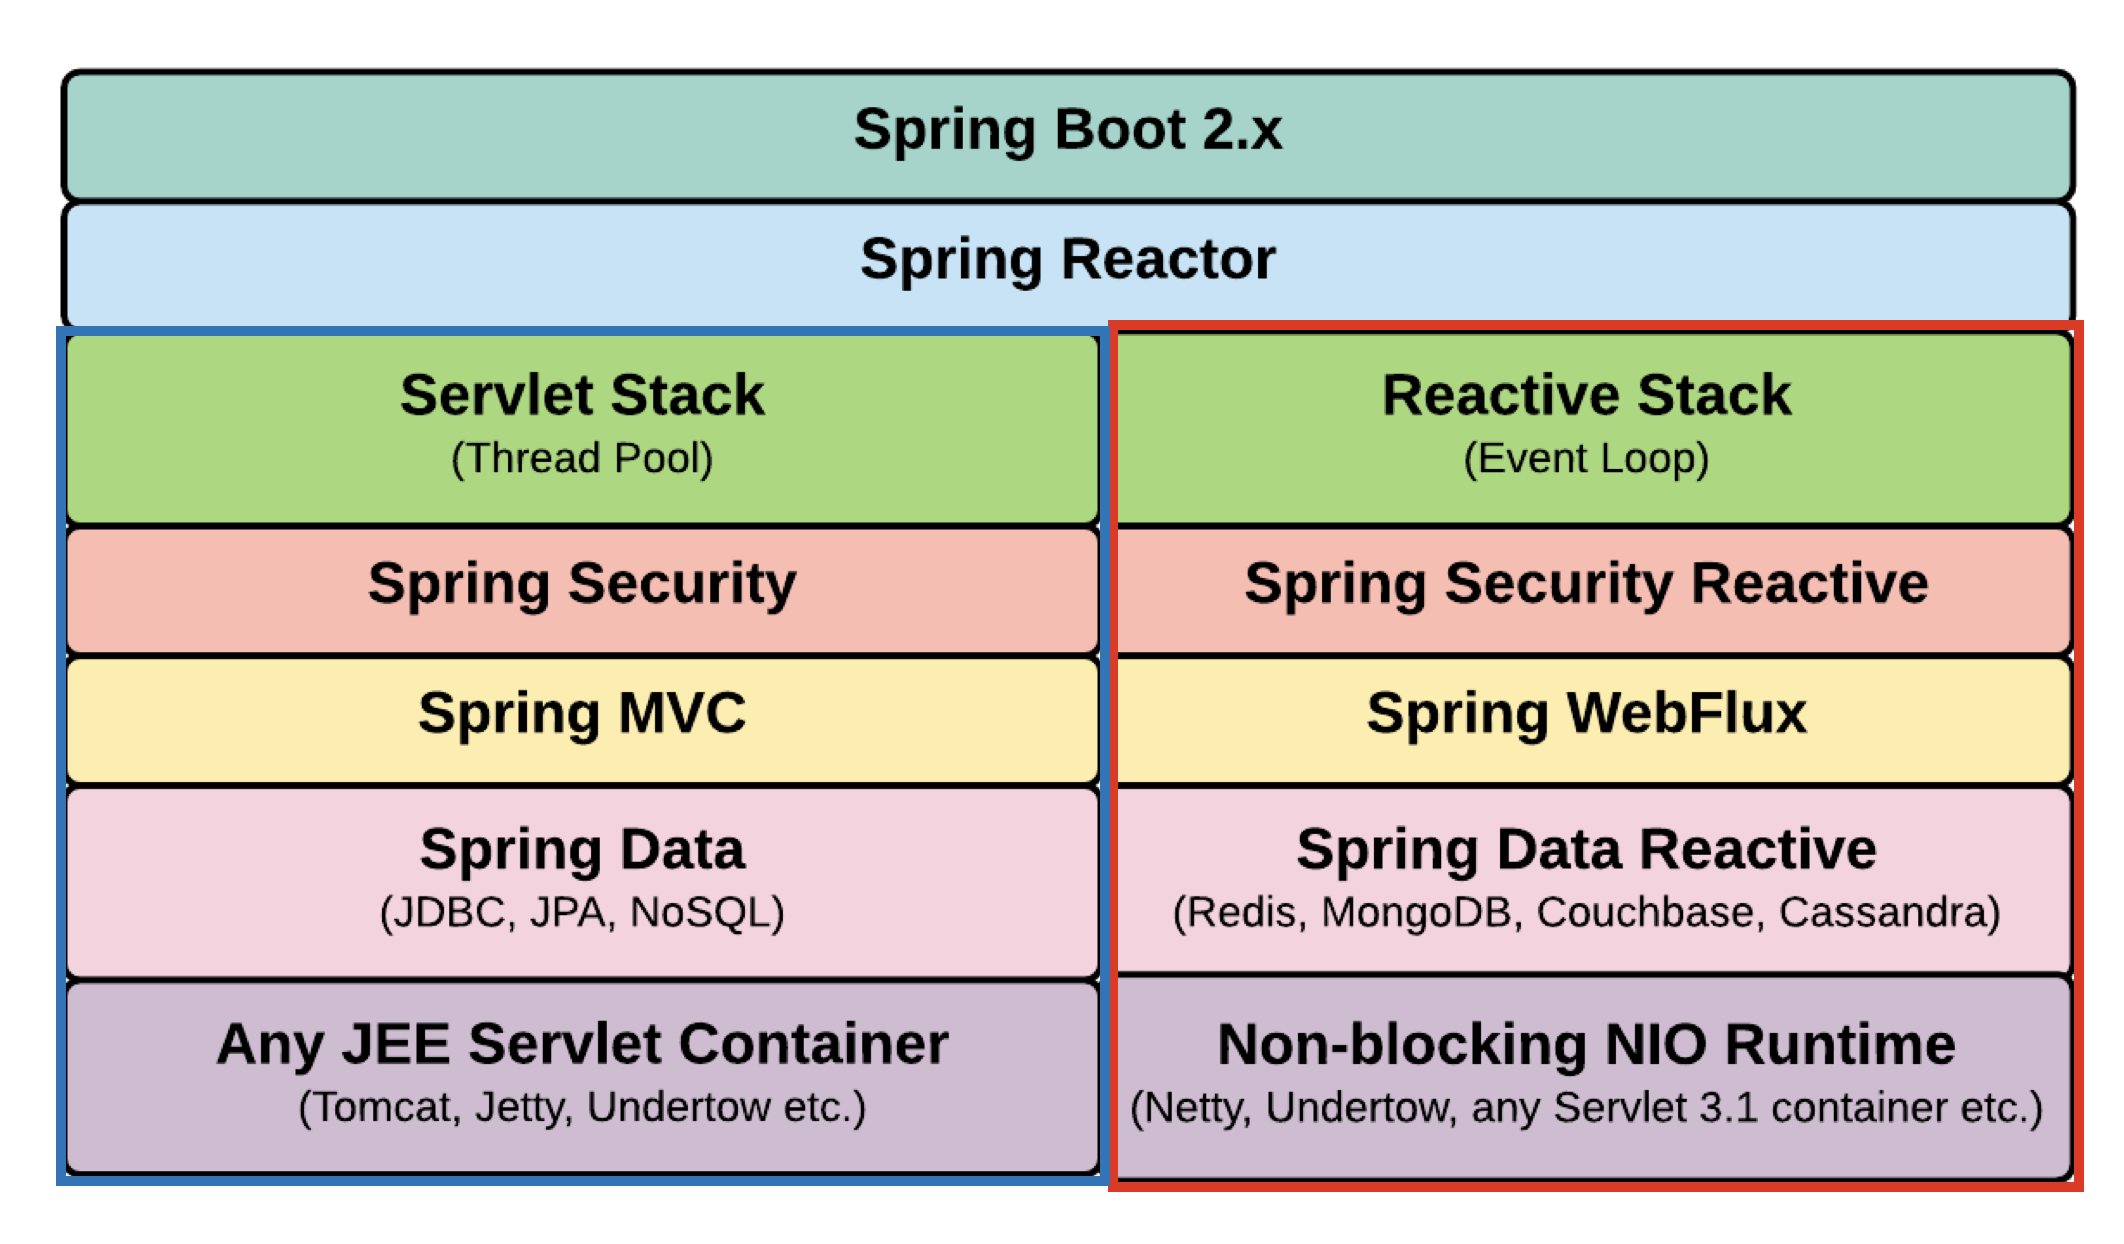 Spring Boot 2.x
Spring Reactor
Servlet Stack
(Thread Pool)
Spring Security
Spring MVC
Spring Data
(JDBC, JPA, NoSQL)
Any JEE Servlet Container
(Tomcat, Jetty, Undertow etc.)
Reactive Stack
(Event Loop)
Spring Security Reactive
Spring WebFlux
Spring Data Reactive
(Redis, MongoDB, Couchbase, Cassandra)
Non-blocking NIO Runtime
(Netty, Undertow, any Servlet 3.1 container etc.)